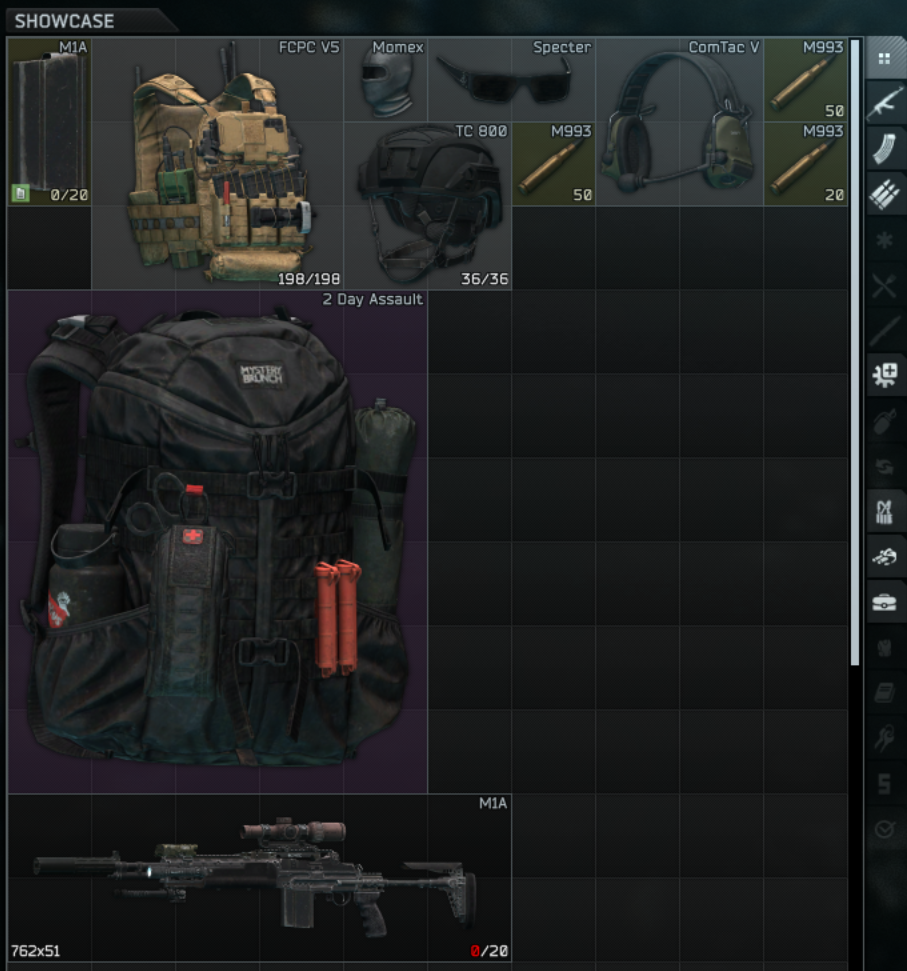 SHOWCASE
M1A
FCPC V5
Momex
Specter
ComTac V
M993
50
TC 800
M993
M993
0/20
50
20
198/198
36/36
2 Day Assault
MYSTERY
BRUNCH
M1A
762x51
0/20